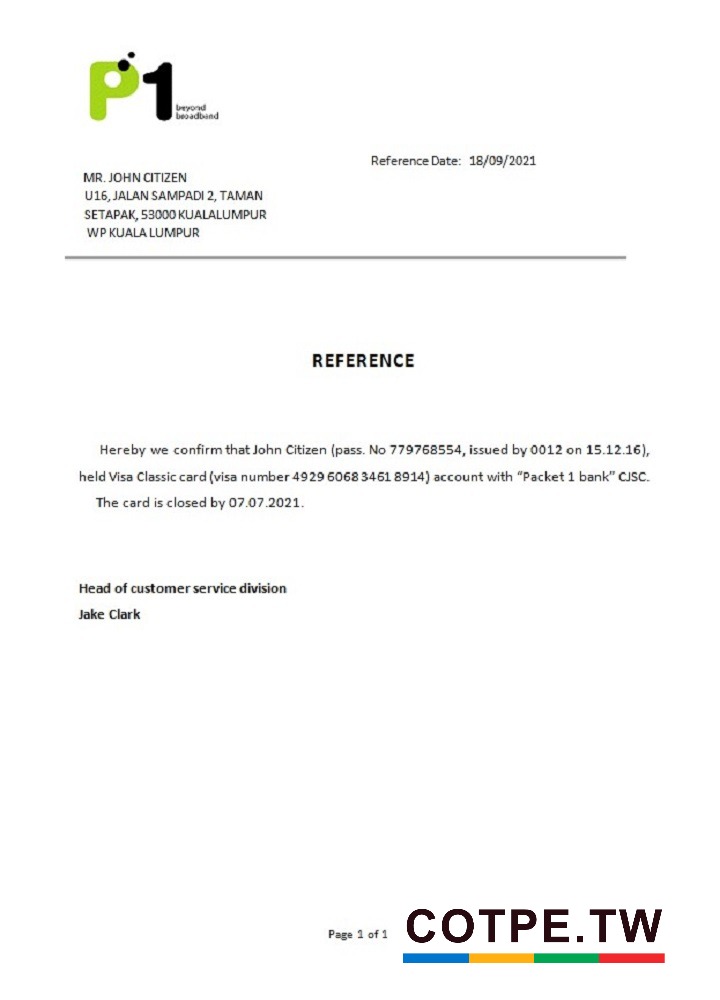 P1
beyond
broadband
Reference Date: 18/09/2021
MR. JOHN CITIZEN
U16, JALAN SAMPADI 2, TAMAN
SETAPAK, 53000 KUALALUMPUR
WP KUALA LUMPUR
REFERENCE
Hereby we confirm that John Citizen (pass. No 779768554, issued by 0012 on 15.12.16),
held Visa Classic card (visa number 4929 6068 3461 8914) account with “Packet 1 bank” CJSC.
The card is closed by 07.07.2021.
Head of customer service division
Jake Clark
Page 1 of 1
COTPE.TW